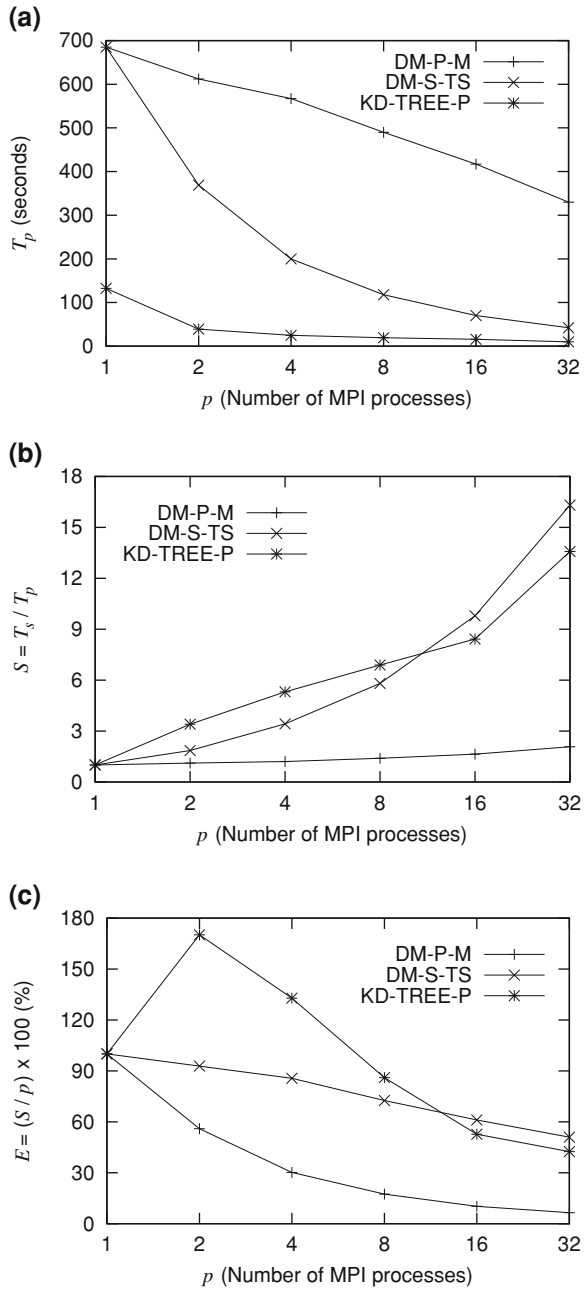 (a)
700
600
500
400
300
200
100
0
T_p (seconds)
DM-P-M
DM-S-TS
KD-TREE-P
1 2 4 8 16 32
p (Number of MPI processes)
(b)
18
15
12
9
6
3
0
S = T_s / T_p
DM-P-M
DM-S-TS
KD-TREE-P
1 2 4 8 16 32
p (Number of MPI processes)
(c)
180
150
120
90
60
30
0
E = (S / p) x 100 (%)
DM-P-M
DM-S-TS
KD-TREE-P
1 2 4 8 16 32
p (Number of MPI processes)